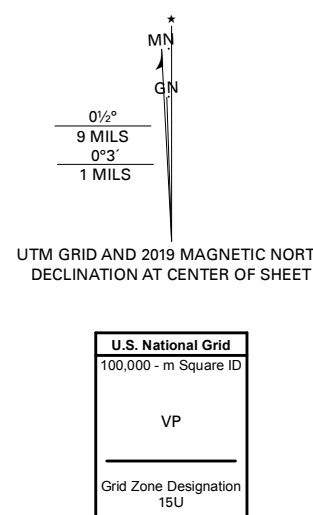 MN
GN
0½°
9 MILS
0°3´
1 MILS
UTM GRID AND 2019 MAGNETIC NORT
DECLINATION AT CENTER OF SHEET
U.S. National Grid
100,000 - m Square ID
VP
Grid Zone Designation
15U